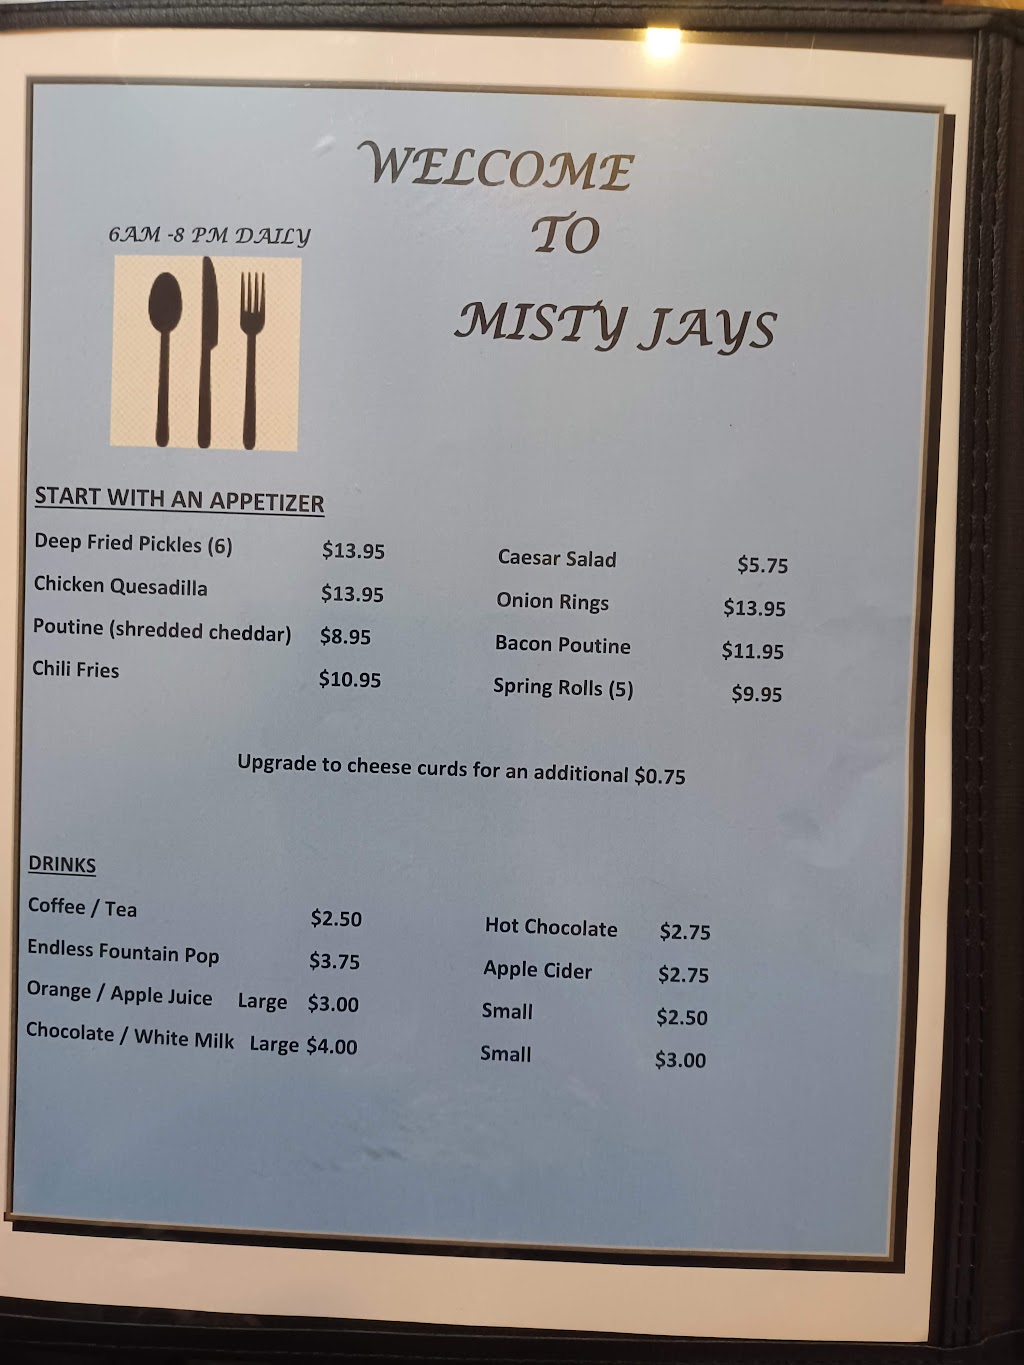 WELCOME
TO
MISTY JAYS
6AM -8 PM DAILY
START WITH AN APPETIZER
Deep Fried Pickles (6) $13.95 Caesar Salad $5.75
Chicken Quesadilla $13.95 Onion Rings $13.95
Poutine (shredded cheddar) $8.95 Bacon Poutine $11.95
Chili Fries $10.95 Spring Rolls (5) $9.95
Upgrade to cheese curds for an additional $0.75
DRINKS
Coffee / Tea $2.50 Hot Chocolate $2.75
Endless Fountain Pop $3.75 Apple Cider $2.75
Orange / Apple Juice Large $3.00 Small $2.50
Chocolate / White Milk Large $4.00 Small $3.00